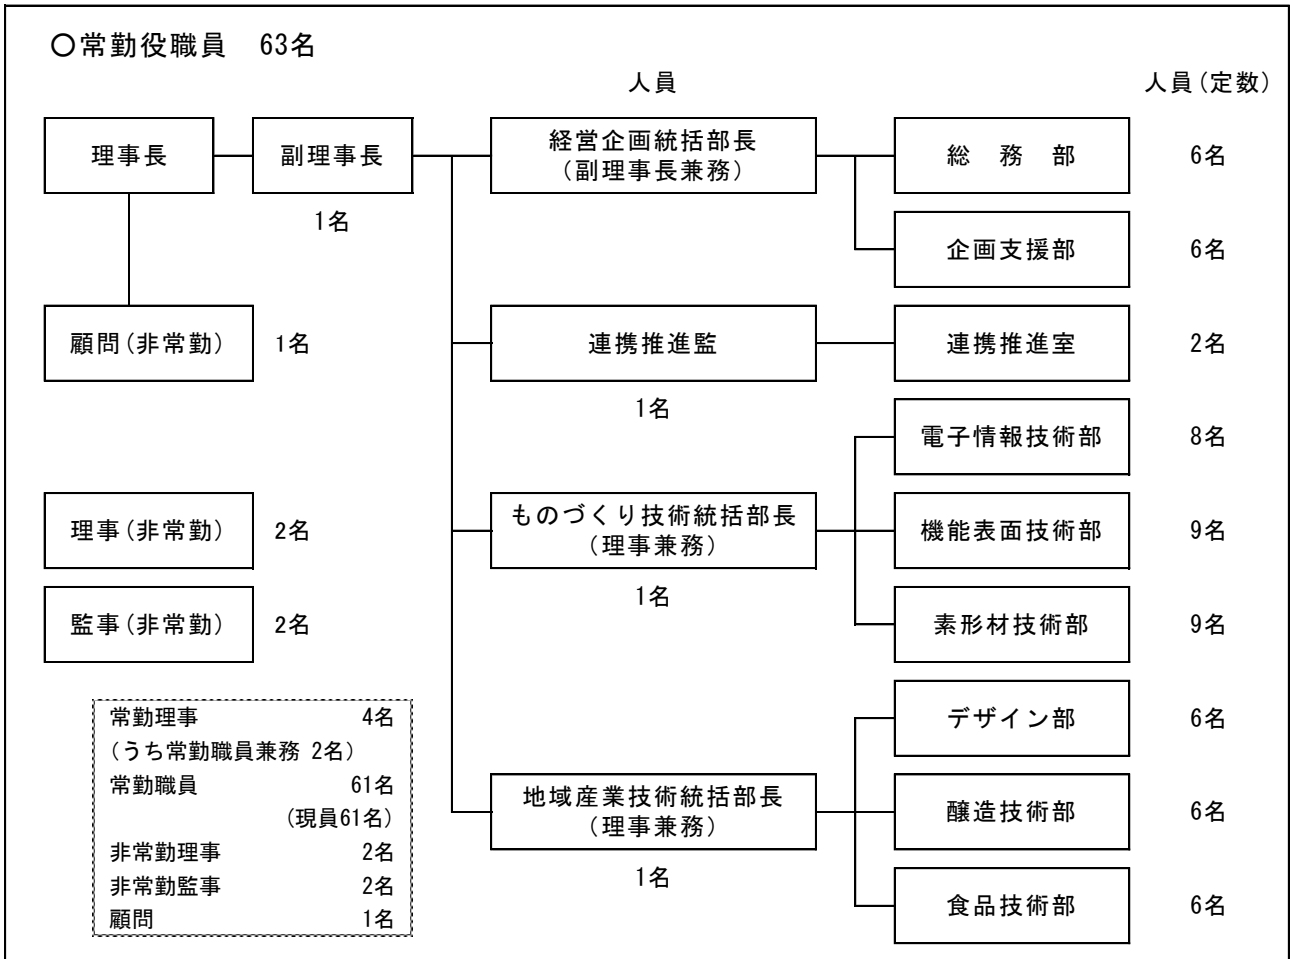 ○常勤役職員 63名
人員
人員(定数)
理事長
副理事長
1名
顧問(非常勤) 1名
理事(非常勤) 2名
監事(非常勤) 2名
経営企画統括部長
(副理事長兼務)
総 務 部 6名
企画支援部 6名
連携推進監
1名
連携推進室 2名
ものづくり技術統括部長
(理事兼務)
1名
電子情報技術部 8名
機能表面技術部 9名
素形材技術部 9名
地域産業技術統括部長
(理事兼務)
1名
デザイン部 6名
醸造技術部 6名
食品技術部 6名
常勤理事 4名
(うち常勤職員兼務 2名)
常勤職員 61名
(現員61名)
非常勤理事 2名
非常勤監事 2名
顧問 1名